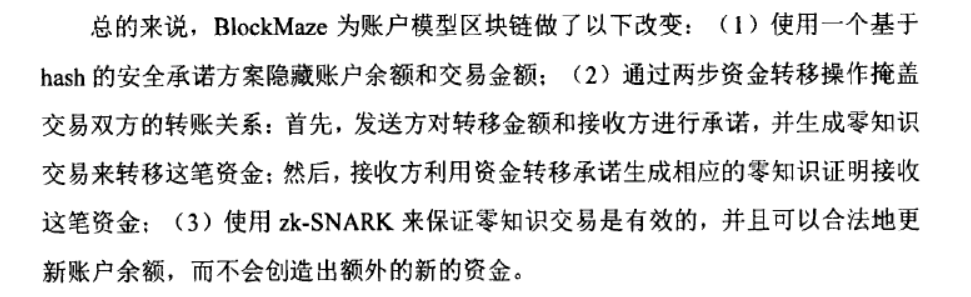 总的来说，BlockMaze 为账户模型区块链做了以下改变：（1）使用一个基于
hash 的安全承诺方案隐藏账户余额和交易金额；（2）通过两步资金转移操作掩盖
交易双方的转账关系：首先，发送方对转移金额和接收方进行承诺，并生成零知识
交易来转移这笔资金；然后，接收方利用资金转移承诺生成相应的零知识证明接收
这笔资金；（3）使用 zk-SNARK 来保证零知识交易是有效的，并且可以合法地更
新账户余额，而不会创造出额外的新的资金。